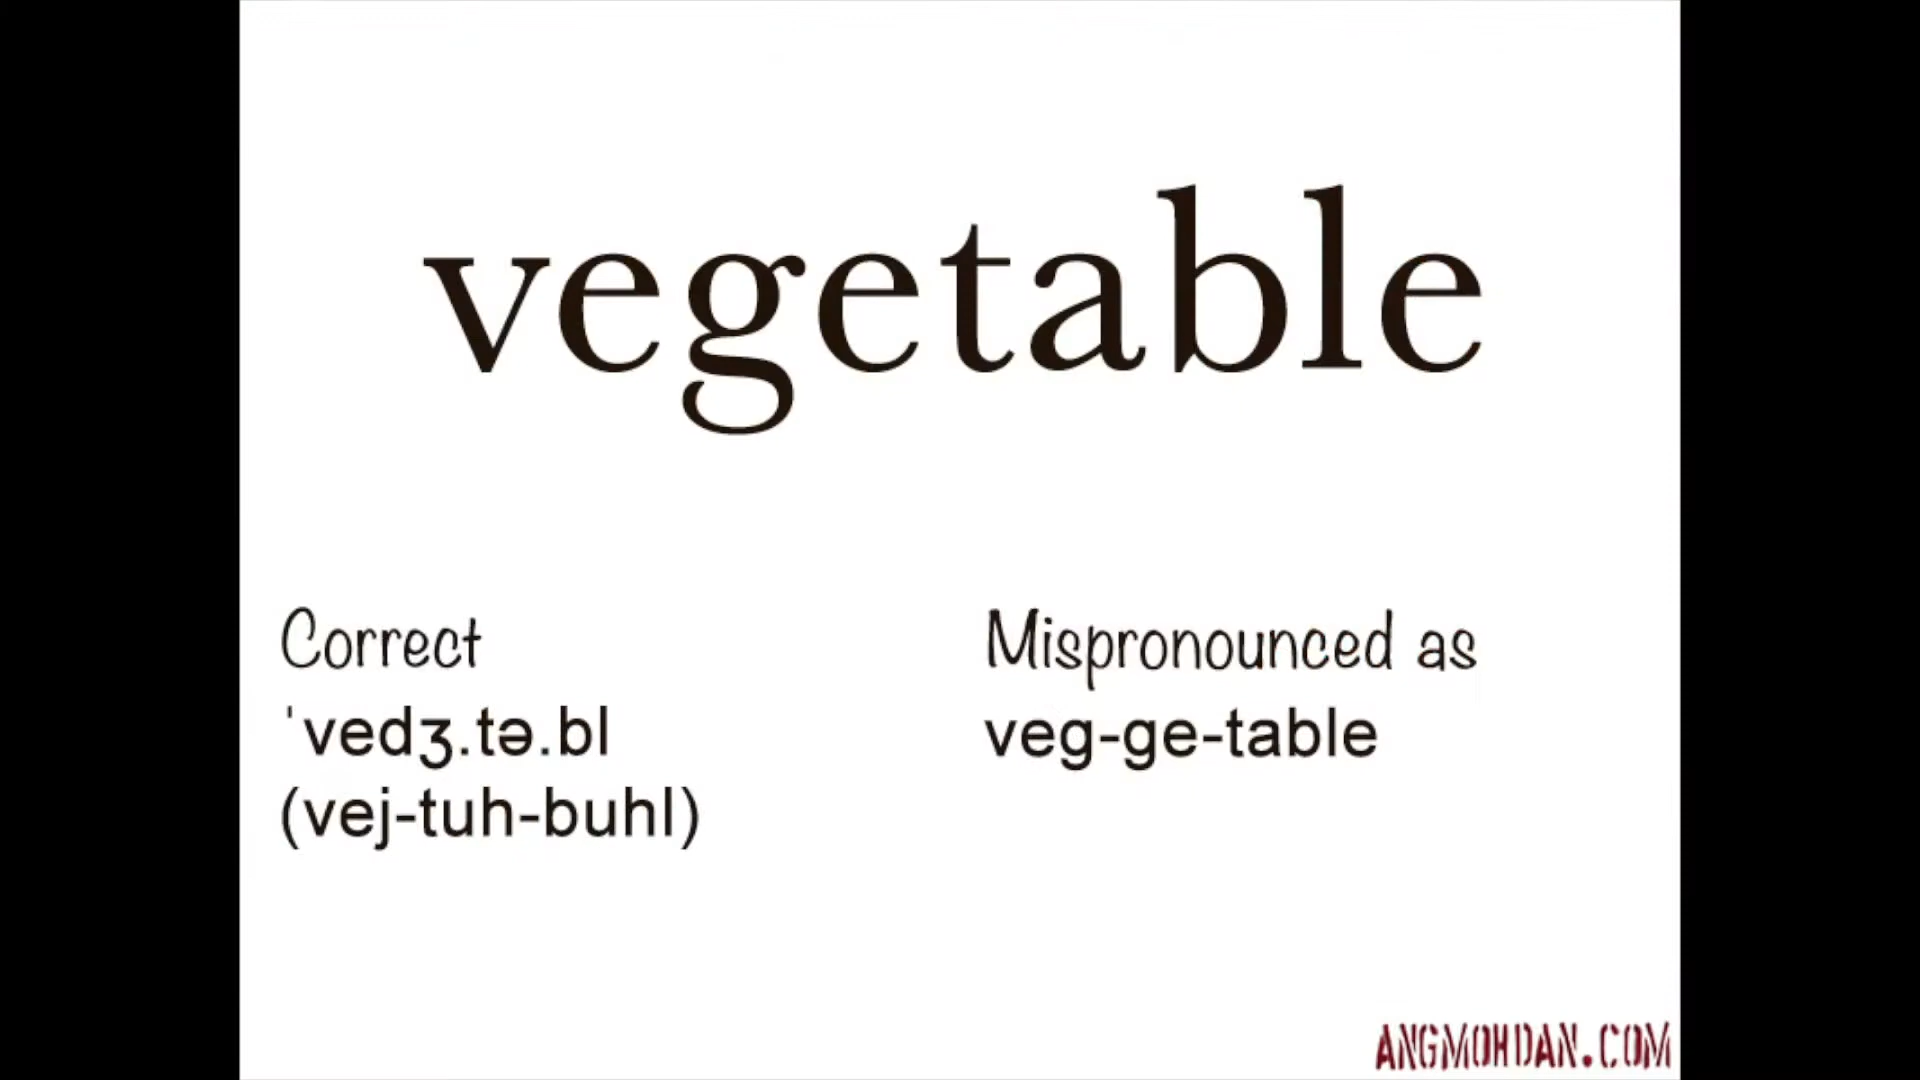 vegetable
Correct
ˈvedʒ.tə.bl
(vej-tuh-buhl)
Mispronounced as
veg-ge-table
ANGMOHDAN.COM